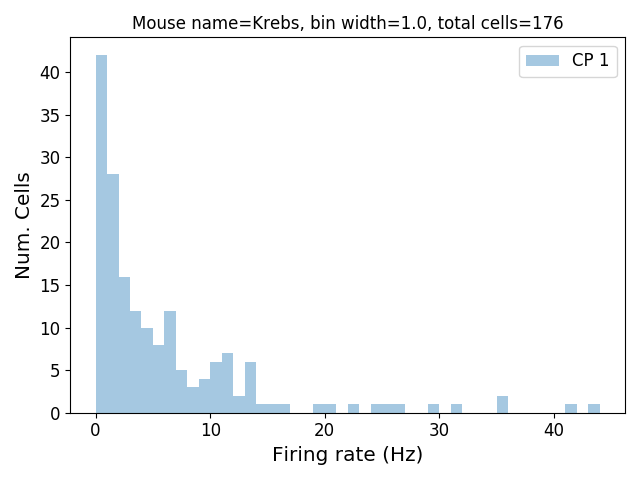 Mouse name=Krebs, bin width=1.0, total cells=176
CP 1
40
35
30
25
20
15
10
5
0
Num. Cells
0 10 20 30 40
Firing rate (Hz)